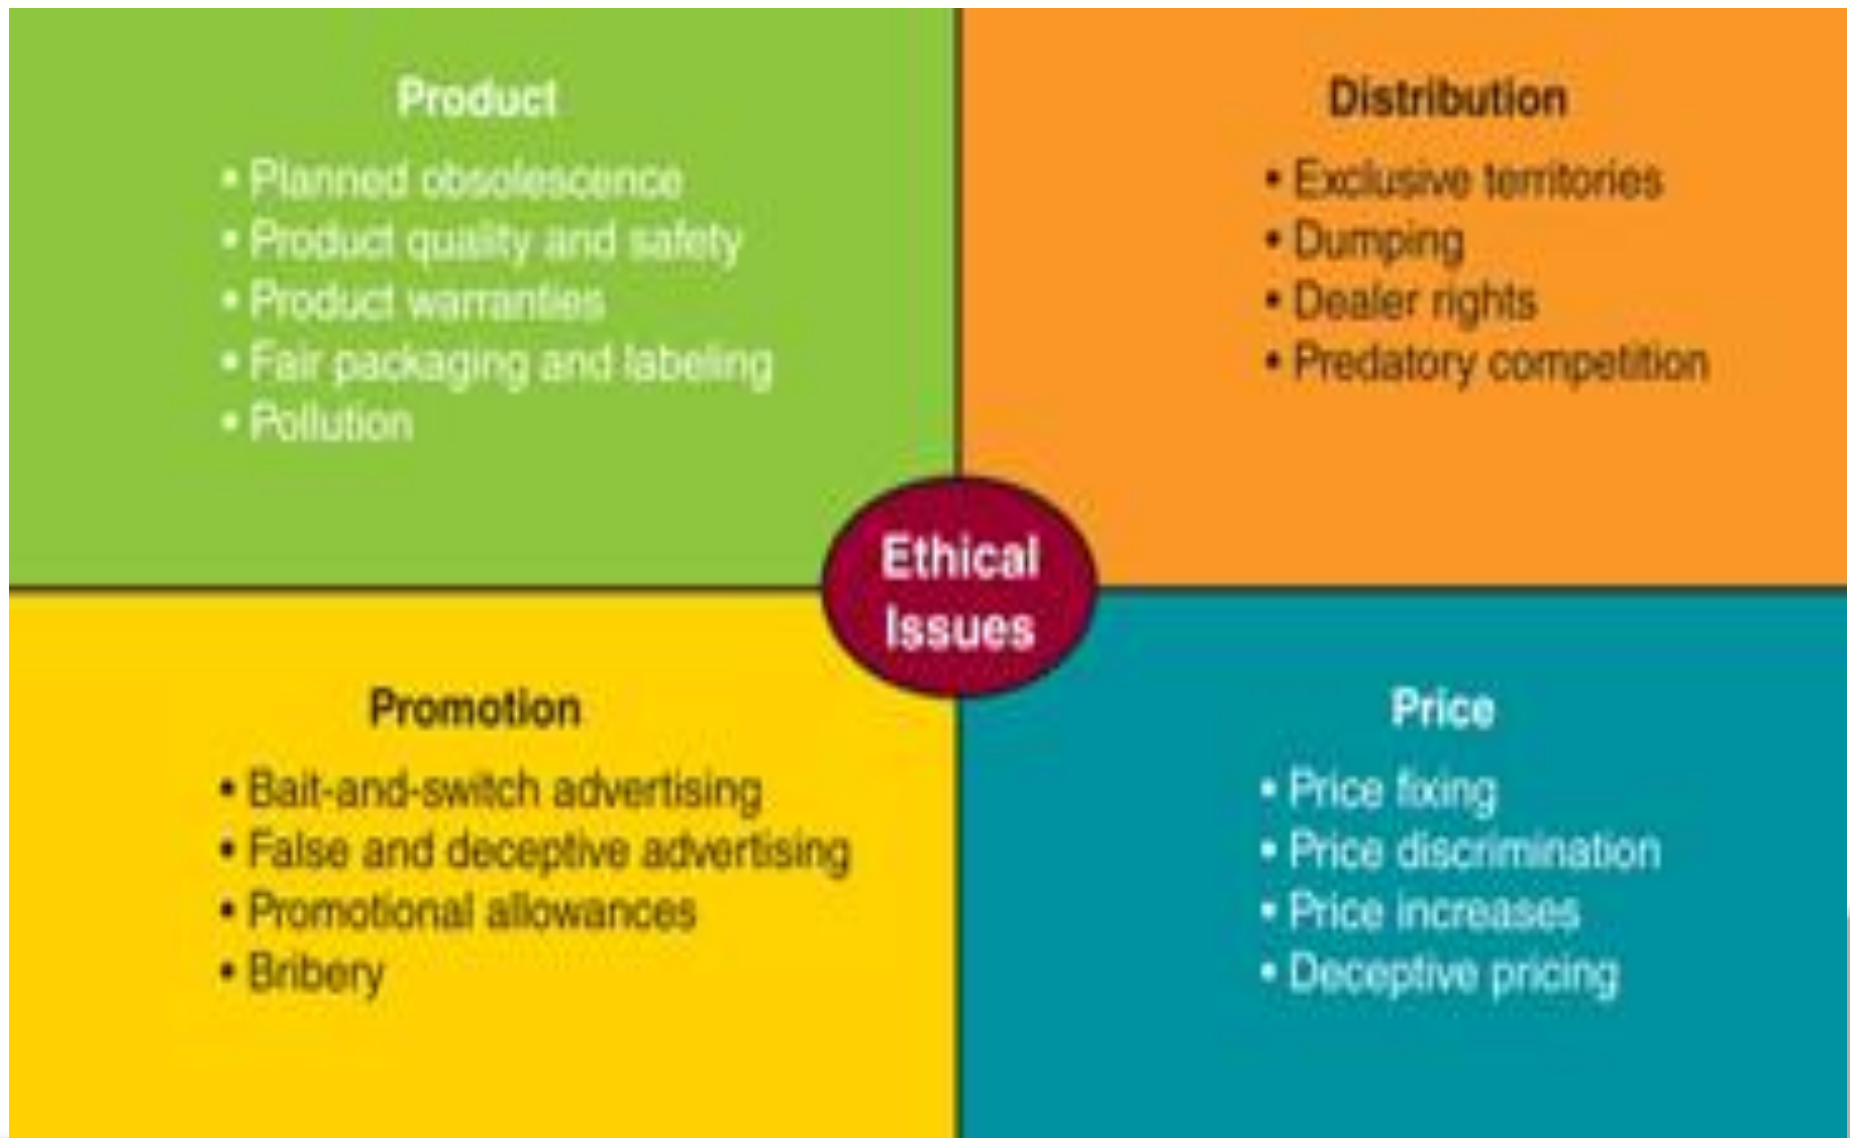 Product
• Planned obsolescence
• Product quality and safety
• Product warranties
• Fair packaging and labeling
• Pollution
Distribution
• Exclusive territories
• Dumping
• Dealer rights
• Predatory competition
Ethical
Issues
Promotion
• Bait-and-switch advertising
• False and deceptive advertising
• Promotional allowances
• Bribery
Price
• Price fixing
• Price discrimination
• Price increases
• Deceptive pricing